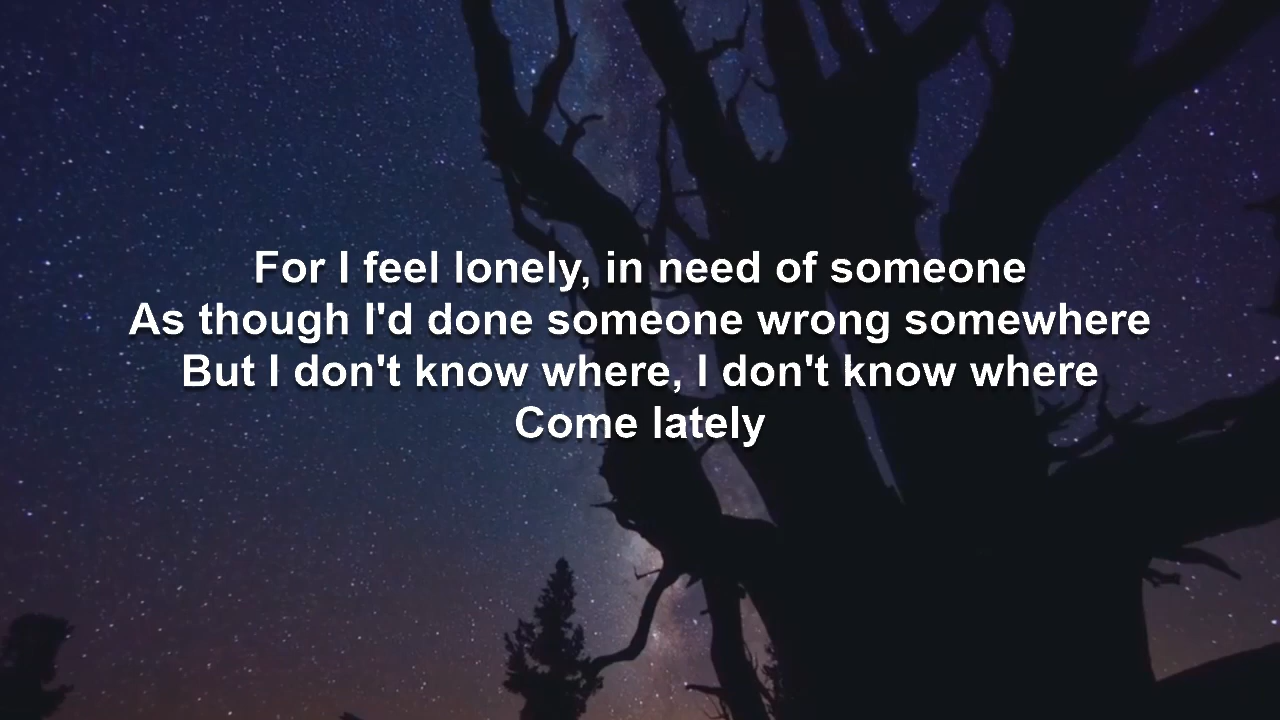 For I feel lonely, in need of someone
As though I'd done someone wrong somewhere
But I don't know where, I don't know where
Come lately